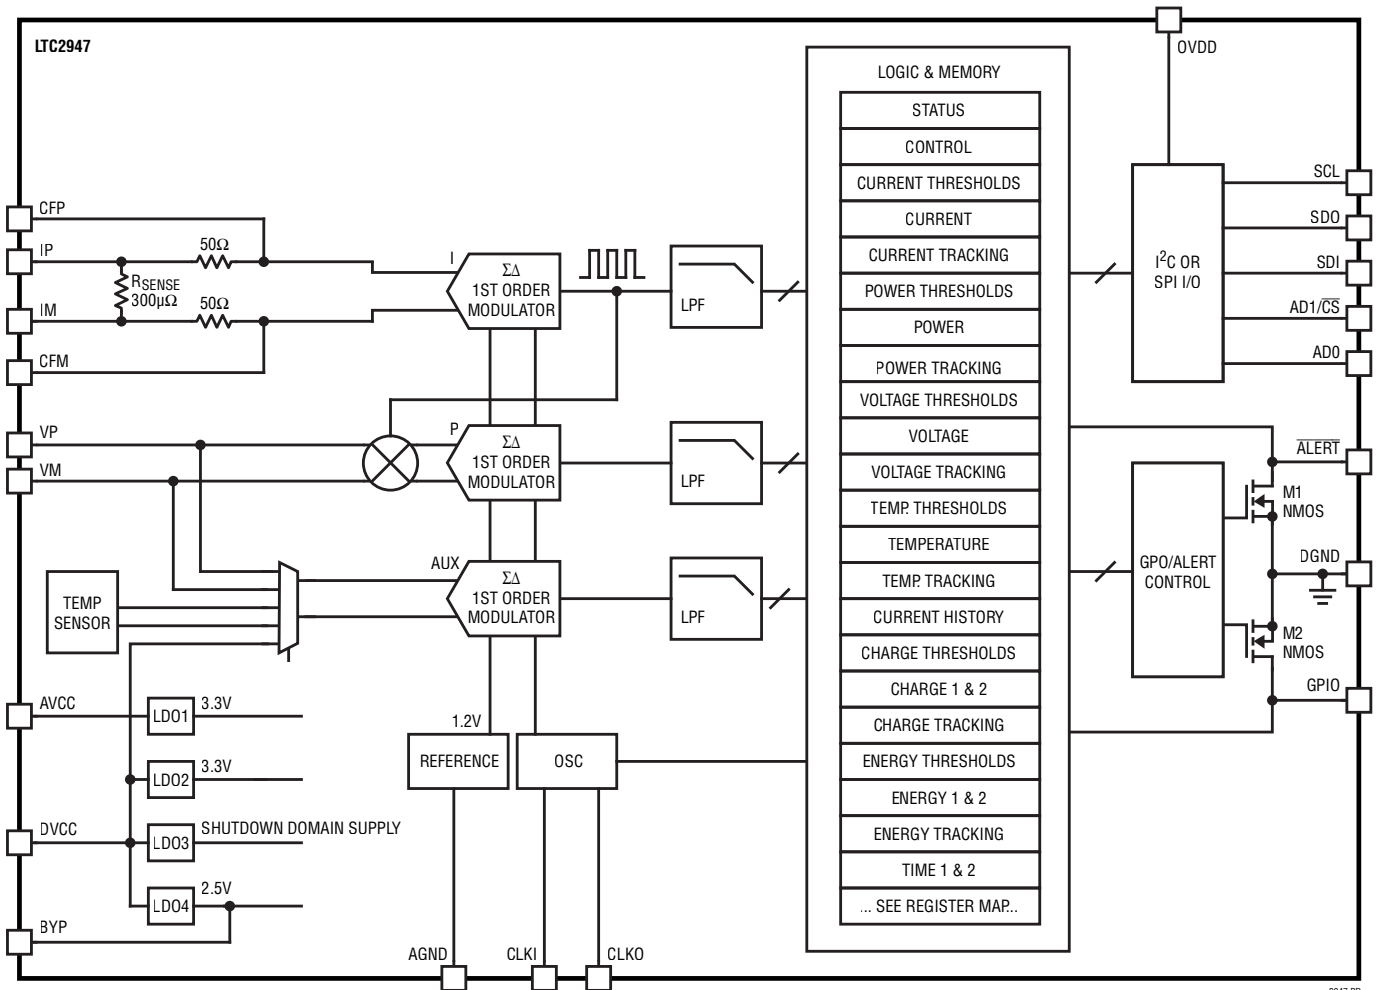 LTC2947
OVDD
LOGIC & MEMORY
STATUS
CONTROL
CURRENT THRESHOLDS
CURRENT
CURRENT TRACKING
POWER THRESHOLDS
POWER
POWER TRACKING
VOLTAGE THRESHOLDS
VOLTAGE
VOLTAGE TRACKING
TEMP. THRESHOLDS
TEMPERATURE
TEMP. TRACKING
CURRENT HISTORY
CHARGE THRESHOLDS
CHARGE 1 & 2
CHARGE TRACKING
ENERGY THRESHOLDS
ENERGY 1 & 2
ENERGY TRACKING
TIME 1 & 2
... SEE REGISTER MAP...
CFP
IP
50Ω
RSENSE
300μΩ
IM
50Ω
CFM
VP
VM
I
ΣΔ
1ST ORDER
MODULATOR
LPF
P
ΣΔ
1ST ORDER
MODULATOR
LPF
AUX
ΣΔ
1ST ORDER
MODULATOR
LPF
TEMP
SENSOR
AVCC
LDO1
3.3V
LDO2
3.3V
DVCC
LDO3
SHUTDOWN DOMAIN SUPPLY
LDO4
2.5V
BYP
1.2V
REFERENCE
OSC
AGND
CLKI
CLKO
I²C OR
SPI I/O
SCL
SDO
SDI
AD1/C̅S̅
AD0
A̅L̅E̅R̅T̅
M1
NMOS
DGND
GPO/ALERT
CONTROL
M2
NMOS
GPIO